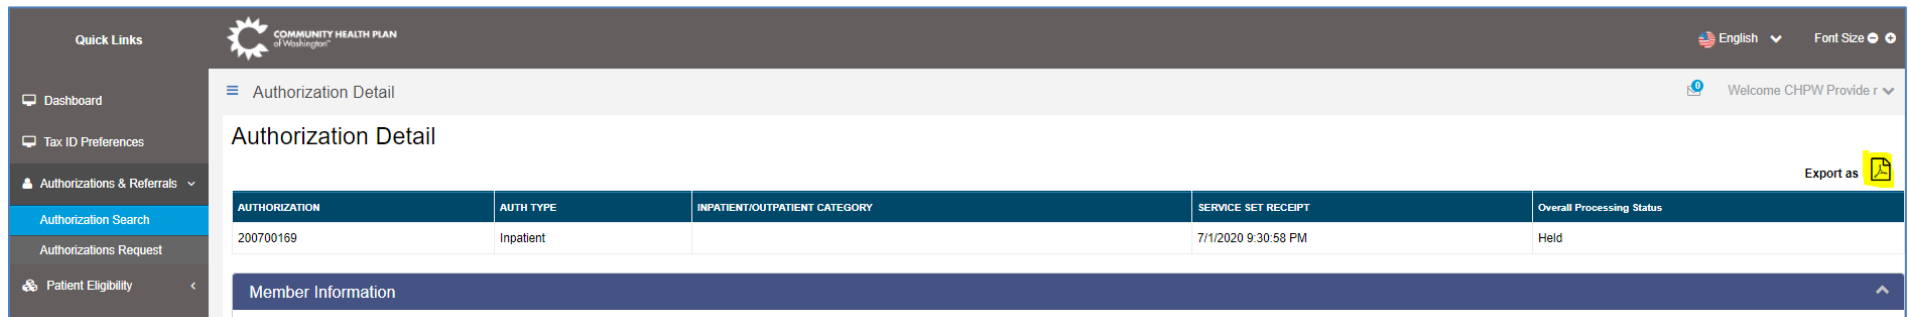 Quick Links
COMMUNITY HEALTH PLAN
of Washington™
English
Font Size
Dashboard
Authorization Detail
0
Welcome CHPW Provide r
Tax ID Preferences
Authorization Detail
Export as
Authorizations & Referrals
Authorization Search
Authorizations Request
Patient Eligibility
AUTHORIZATION AUTH TYPE INPATIENT/OUTPATIENT CATEGORY SERVICE SET RECEIPT Overall Processing Status
200700169 Inpatient 7/1/2020 9:30:58 PM Held
Member Information